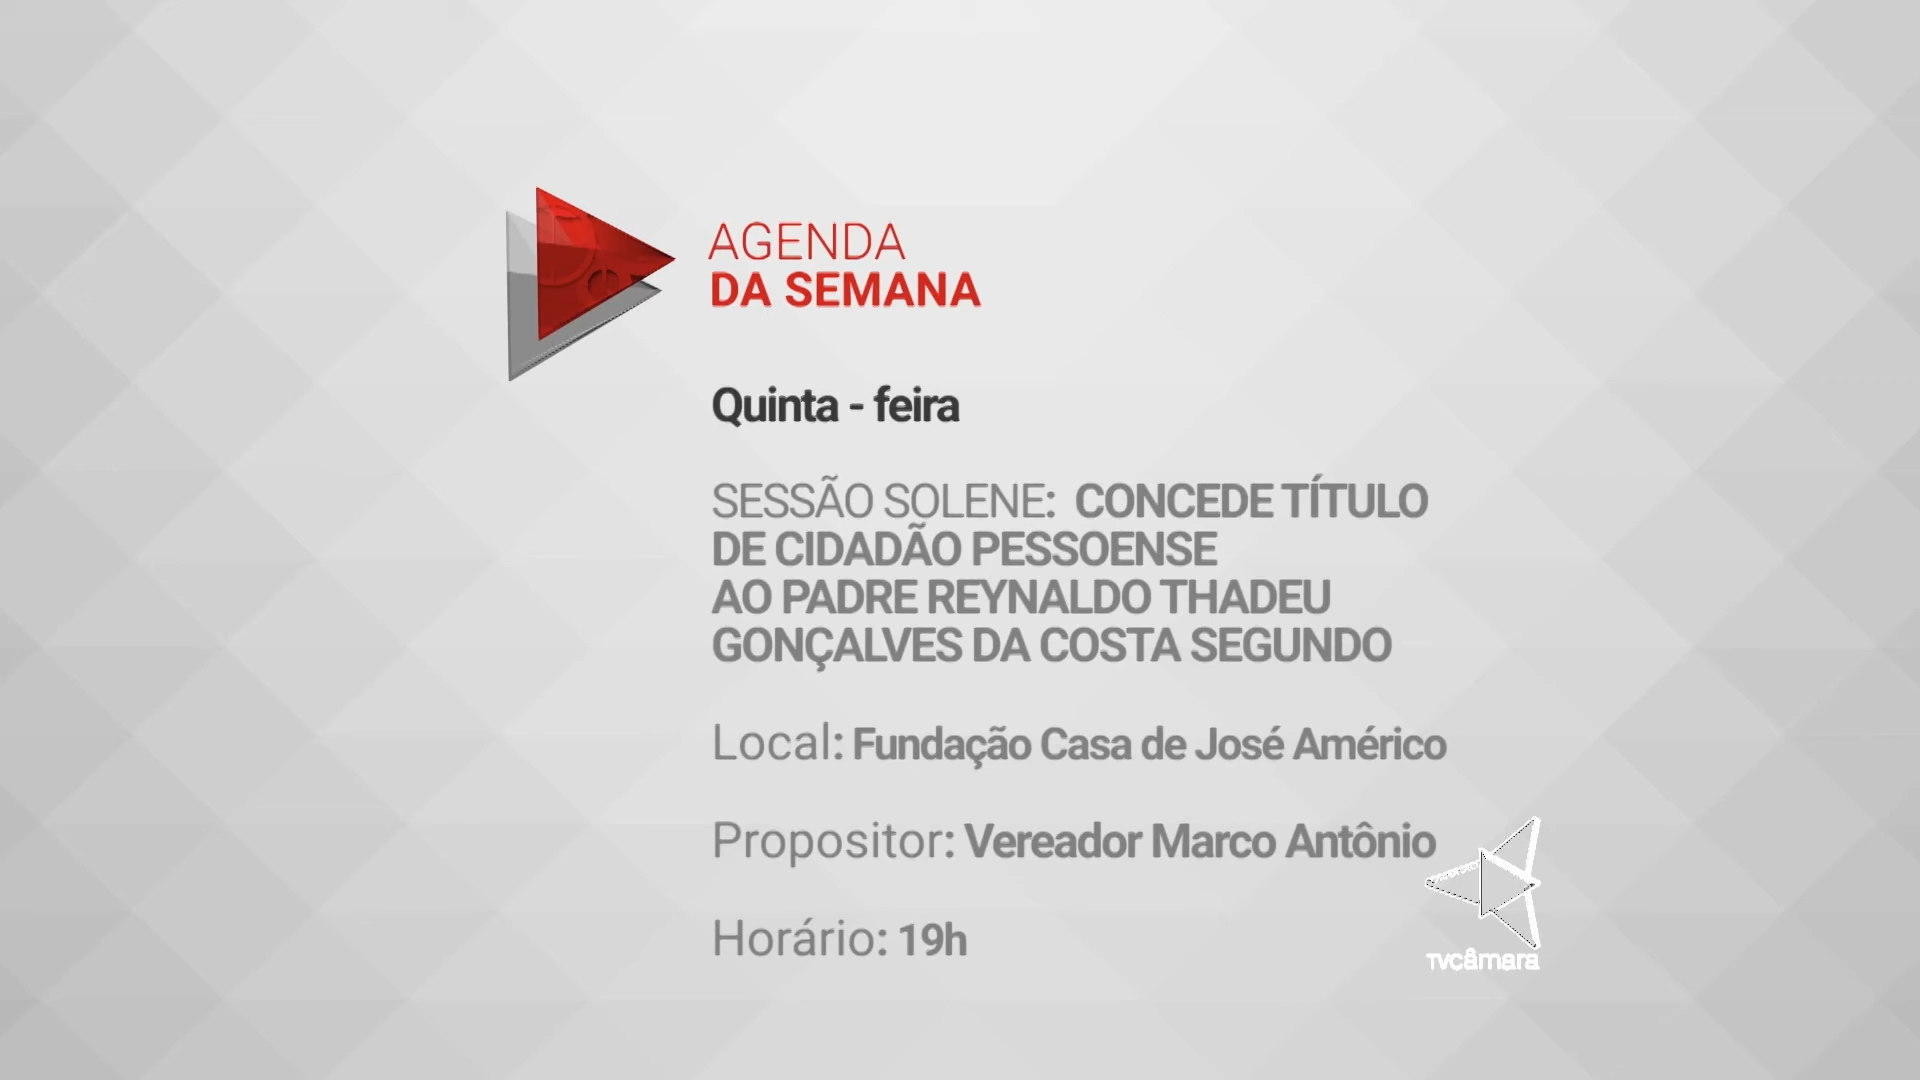 AGENDA
DA SEMANA
Quinta - feira
SESSÃO SOLENE: CONCEDE TÍTULO
DE CIDADÃO PESSOENSE
AO PADRE REYNALDO THADEU
GONÇALVES DA COSTA SEGUNDO
Local: Fundação Casa de José Américo
Propositor: Vereador Marco Antônio
Horário: 19h
TVCâmara